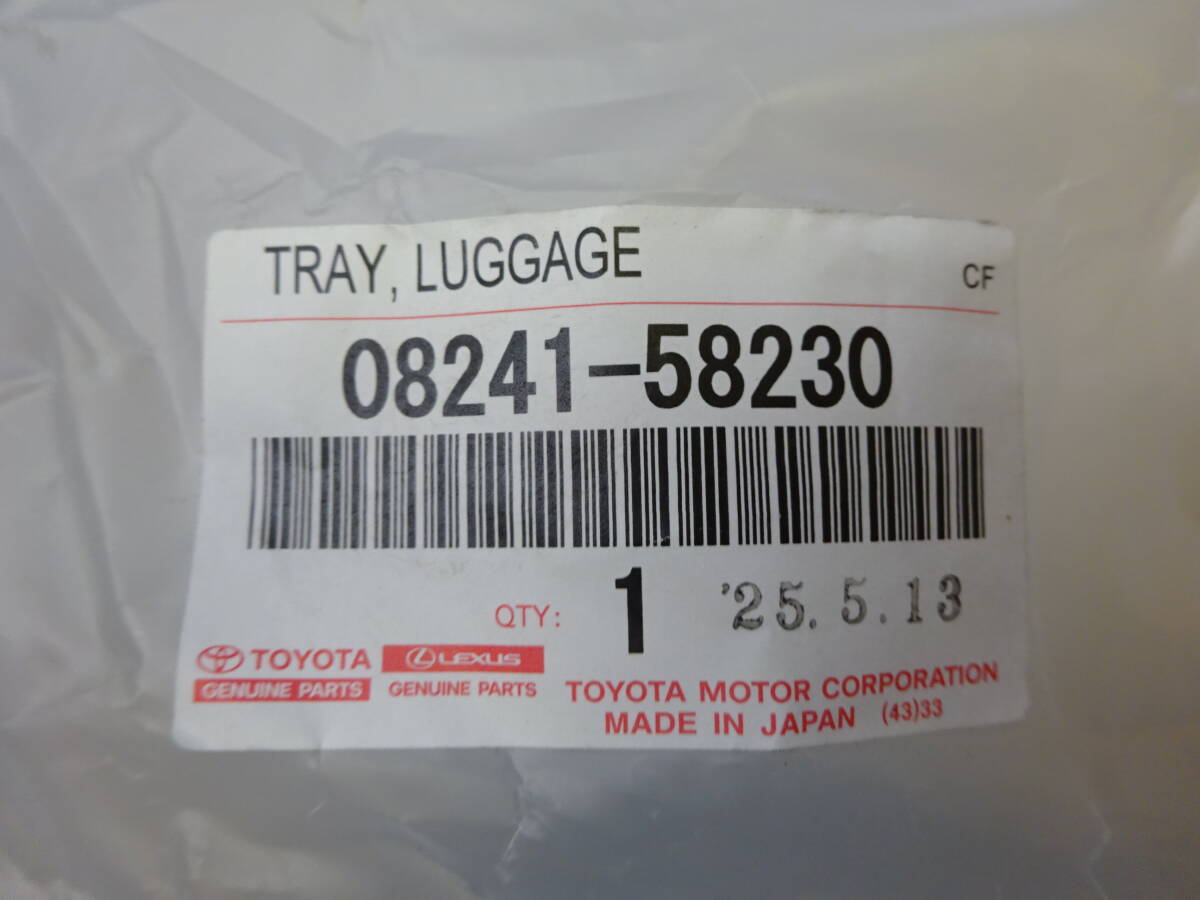 TRAY, LUGGAGE
CF
08241-58230
QTY: 1 '25. 5. 13
TOYOTA
GENUINE PARTS
LEXUS
GENUINE PARTS
TOYOTA MOTOR CORPORATION
MADE IN JAPAN (43)33